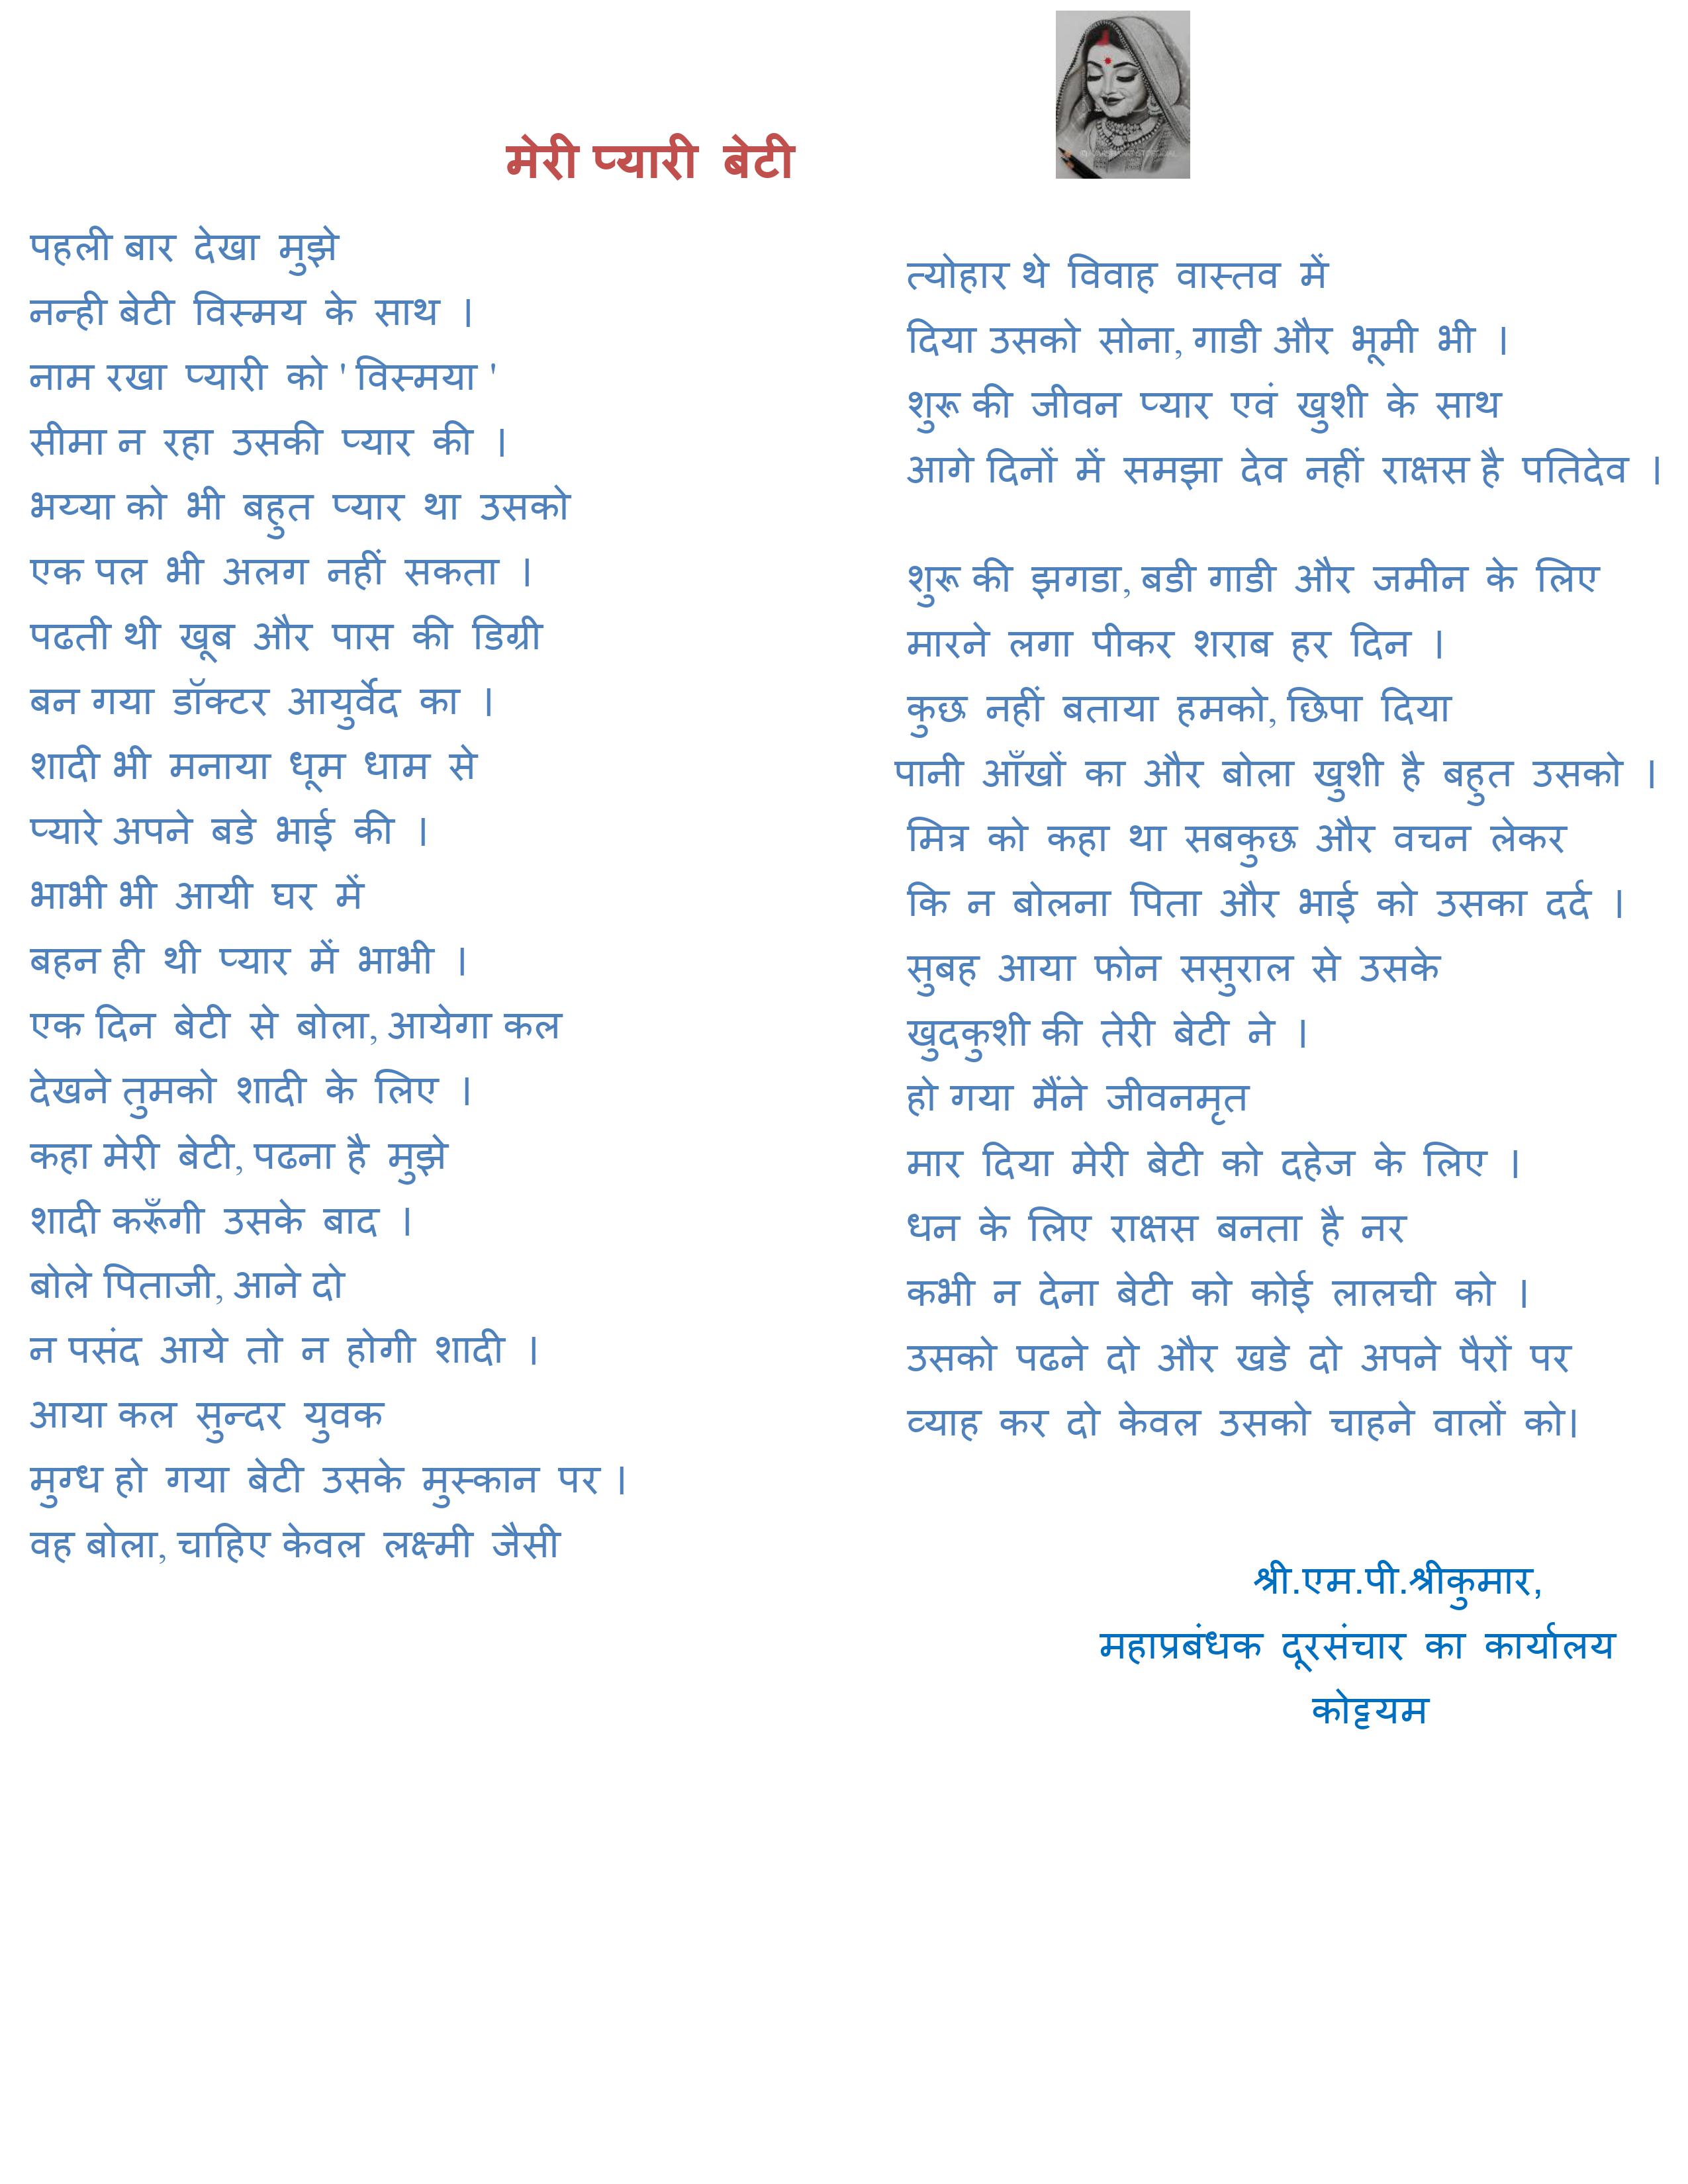 मेरी प्यारी बेटी
पहली बार देखा मुझे
नन्ही बेटी विस्मय के साथ ।
नाम रखा प्यारी को ' विस्मया '
सीमा न रहा उसकी प्यार की ।
भय्या को भी बहुत प्यार था उसको
एक पल भी अलग नहीं सकता ।
पढती थी खूब और पास की डिग्री
बन गया डॉक्टर आयुर्वेद का ।
शादी भी मनाया धूम धाम से
प्यारे अपने बडे भाई की ।
भाभी भी आयी घर में
बहन ही थी प्यार में भाभी ।
एक दिन बेटी से बोला, आयेगा कल
देखने तुमको शादी के लिए ।
कहा मेरी बेटी, पढना है मुझे
शादी करूँगी उसके बाद ।
बोले पिताजी, आने दो
न पसंद आये तो न होगी शादी ।
आया कल सुन्दर युवक
मुग्ध हो गया बेटी उसके मुस्कान पर ।
वह बोला, चाहिए केवल लक्ष्मी जैसी
त्योहार थे विवाह वास्तव में
दिया उसको सोना, गाडी और भूमी भी ।
शुरू की जीवन प्यार एवं खुशी के साथ
आगे दिनों में समझा देव नहीं राक्षस है पतिदेव ।
शुरू की झगडा, बडी गाडी और जमीन के लिए
मारने लगा पीकर शराब हर दिन ।
कुछ नहीं बताया हमको, छिपा दिया
पानी आँखों का और बोला खुशी है बहुत उसको ।
मित्र को कहा था सबकुछ और वचन लेकर
कि न बोलना पिता और भाई को उसका दर्द ।
सुबह आया फोन ससुराल से उसके
खुदकुशी की तेरी बेटी ने ।
हो गया मैंने जीवनमृत
मार दिया मेरी बेटी को दहेज के लिए ।
धन के लिए राक्षस बनता है नर
कभी न देना बेटी को कोई लालची को ।
उसको पढने दो और खडे दो अपने पैरों पर
व्याह कर दो केवल उसको चाहने वालों को।
श्री.एम.पी.श्रीकुमार,
महाप्रबंधक दूरसंचार का कार्यालय
कोट्टयम